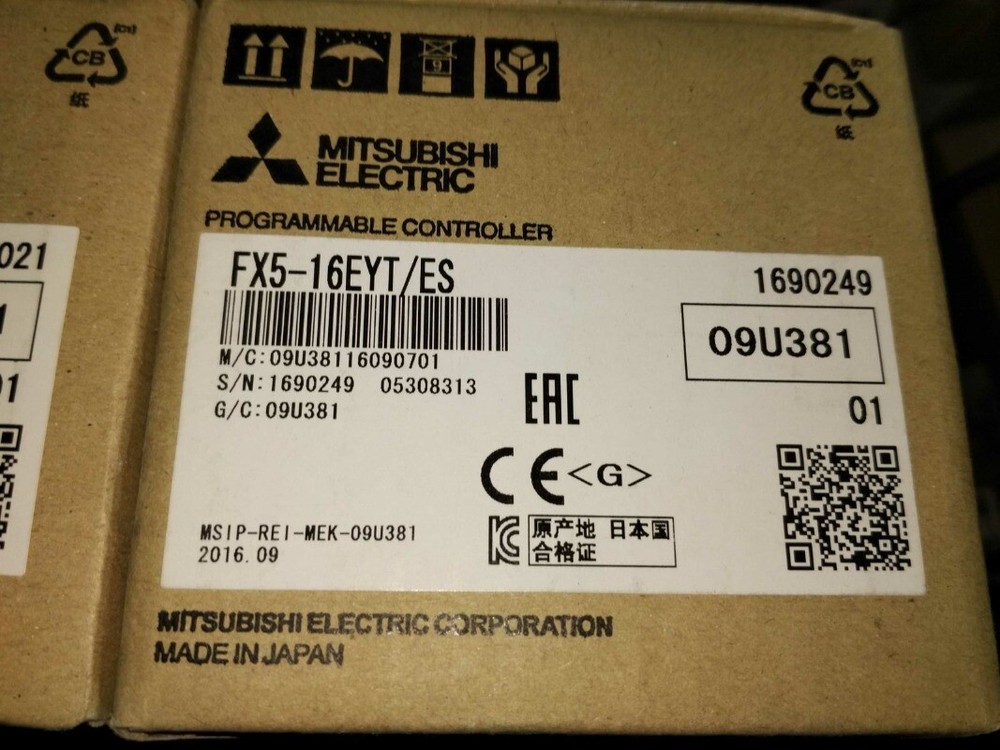 CB
纸
9
CB
纸
MITSUBISHI
ELECTRIC
PROGRAMMABLE CONTROLLER
021
1
01
FX5-16EYT/ES
1690249
M/C:09U38116090701
S/N:1690249 05308313
G/C:09U381
09U381
EAC
01
CE<G>
MSIP-REI-MEK-09U381
2016.09
原产地 日本国
合格证
MITSUBISHI ELECTRIC CORPORATION
MADE IN JAPAN